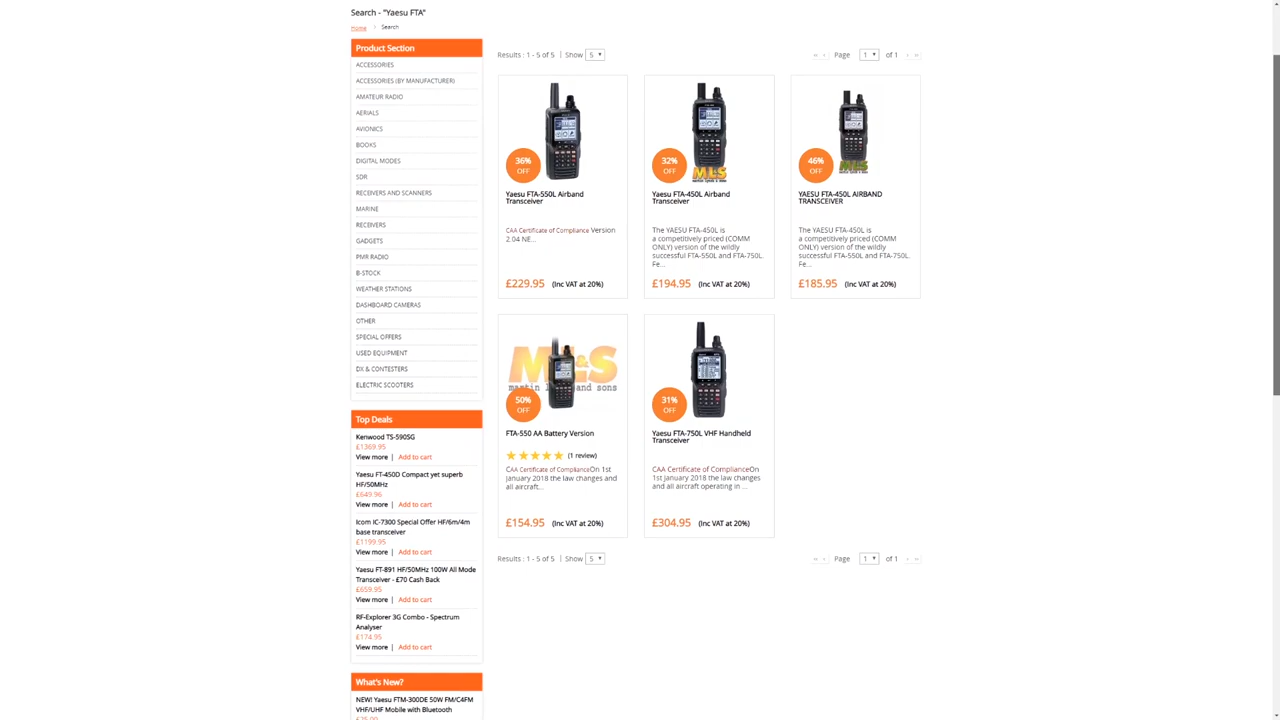 Search - "Yaesu FTA"
Home > Search
Product Section
ACCESSORIES
ACCESSORIES (BY MANUFACTURER)
AMATEUR RADIO
AERIALS
AVIONICS
BOOKS
DIGITAL MODES
SDR
RECEIVERS AND SCANNERS
MARINE
RECEIVERS
GADGETS
PMR RADIO
B-STOCK
WEATHER STATIONS
DASHBOARD CAMERAS
OTHER
SPECIAL OFFERS
USED EQUIPMENT
DX & CONTESTERS
ELECTRIC SCOOTERS
Top Deals
Kenwood TS-590SG
£1369.95
View more | Add to cart
Yaesu FT-450D Compact yet superb
HF/50MHz
£649.96
View more | Add to cart
Icom IC-7300 Special Offer HF/6m/4m
base transceiver
£1199.95
View more | Add to cart
Yaesu FT-891 HF/50MHZ 100W All Mode
Transceiver - £70 Cash Back
£659.95
View more | Add to cart
RF-Explorer 3G Combo - Spectrum
Analyser
£174.95
View more | Add to cart
What's New?
NEW! Yaesu FTM-300DE 50W FM/C4FM
VHF/UHF Mobile with Bluetooth
Results : 1 - 5 of 5 | Show 5
Page 1 of 1
36%
OFF
Yaesu FTA-550L Airband
Transceiver
CAA Certificate of Compliance Version
2.04 NE...
£229.95 (Inc VAT at 20%)
MLS
32%
OFF
Yaesu FTA-450L Airband
Transceiver
The YAESU FTA-450L is
a competitively priced (COMM
ONLY) version of the wildly
successful FTA-550L and FTA-750L.
Fe...
£194.95 (Inc VAT at 20%)
MLS
46%
OFF
YAESU FTA-450L AIRBAND
TRANSCEIVER
The YAESU FTA-450L is
a competitively priced (COMM
ONLY) version of the wildly
successful FTA-550L and FTA-750L.
Fe...
£185.95 (Inc VAT at 20%)
ML&S
martin and sons
50%
OFF
FTA-550 AA Battery Version
(1 review)
CAA Certificate of ComplianceOn 1st
January 2018 the law changes and
all aircraft...
£154.95 (Inc VAT at 20%)
31%
OFF
Yaesu FTA-750L VHF Handheld
Transceiver
CAA Certificate of ComplianceOn
1st January 2018 the law changes
and all aircraft operating in ...
£304.95 (Inc VAT at 20%)
Results : 1 - 5 of 5 | Show 5
Page 1 of 1